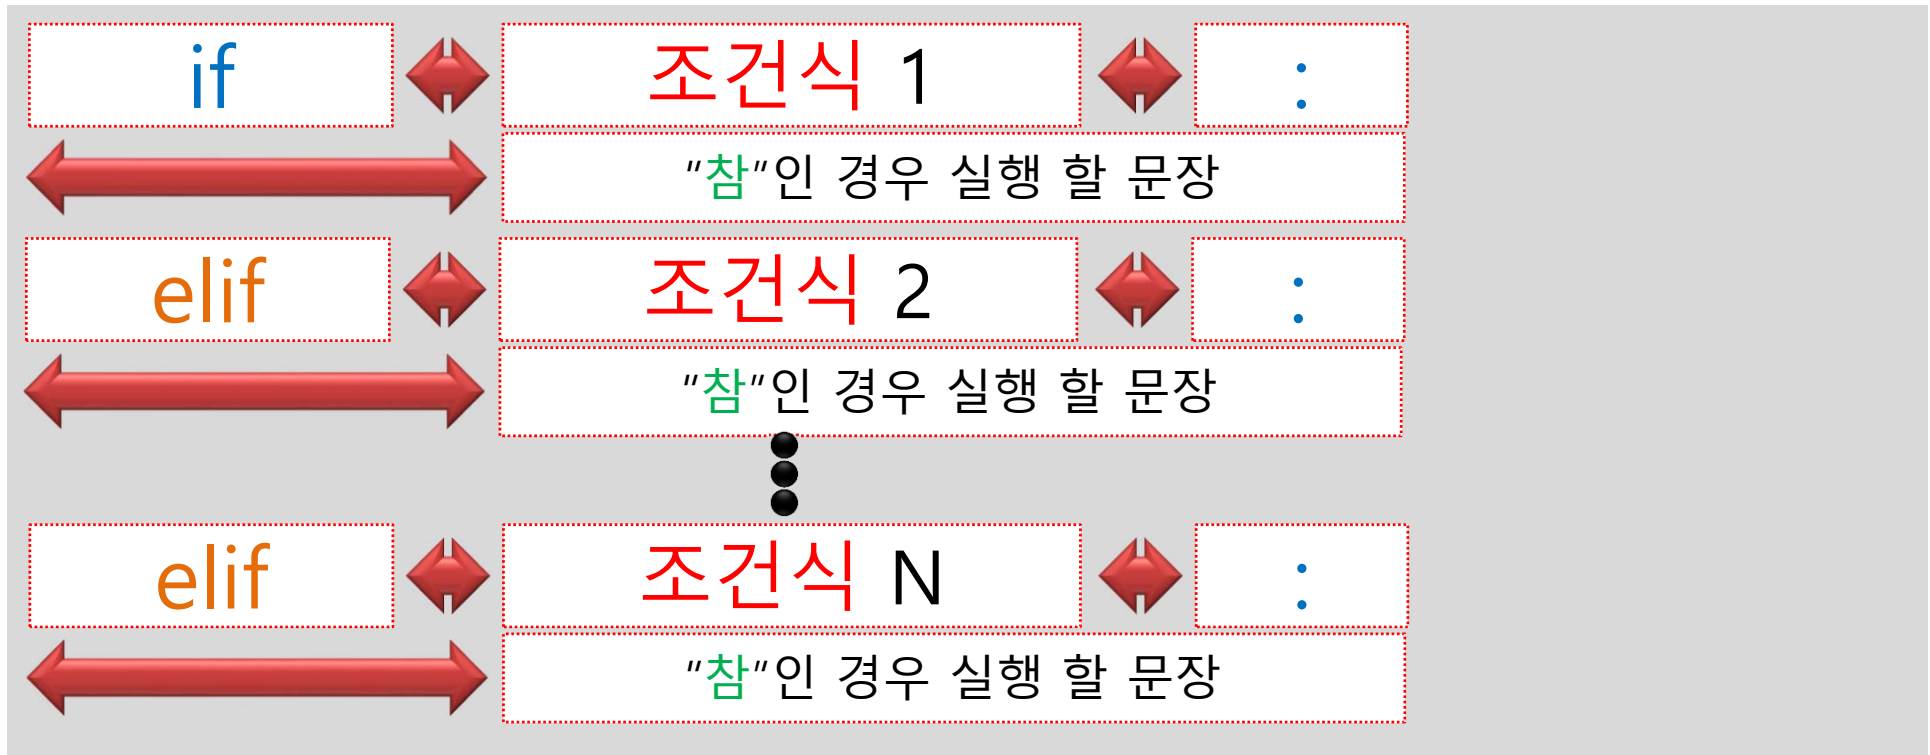 if 조건식 1 :
"참"인 경우 실행 할 문장
elif 조건식 2 :
"참"인 경우 실행 할 문장
elif 조건식 N :
"참"인 경우 실행 할 문장